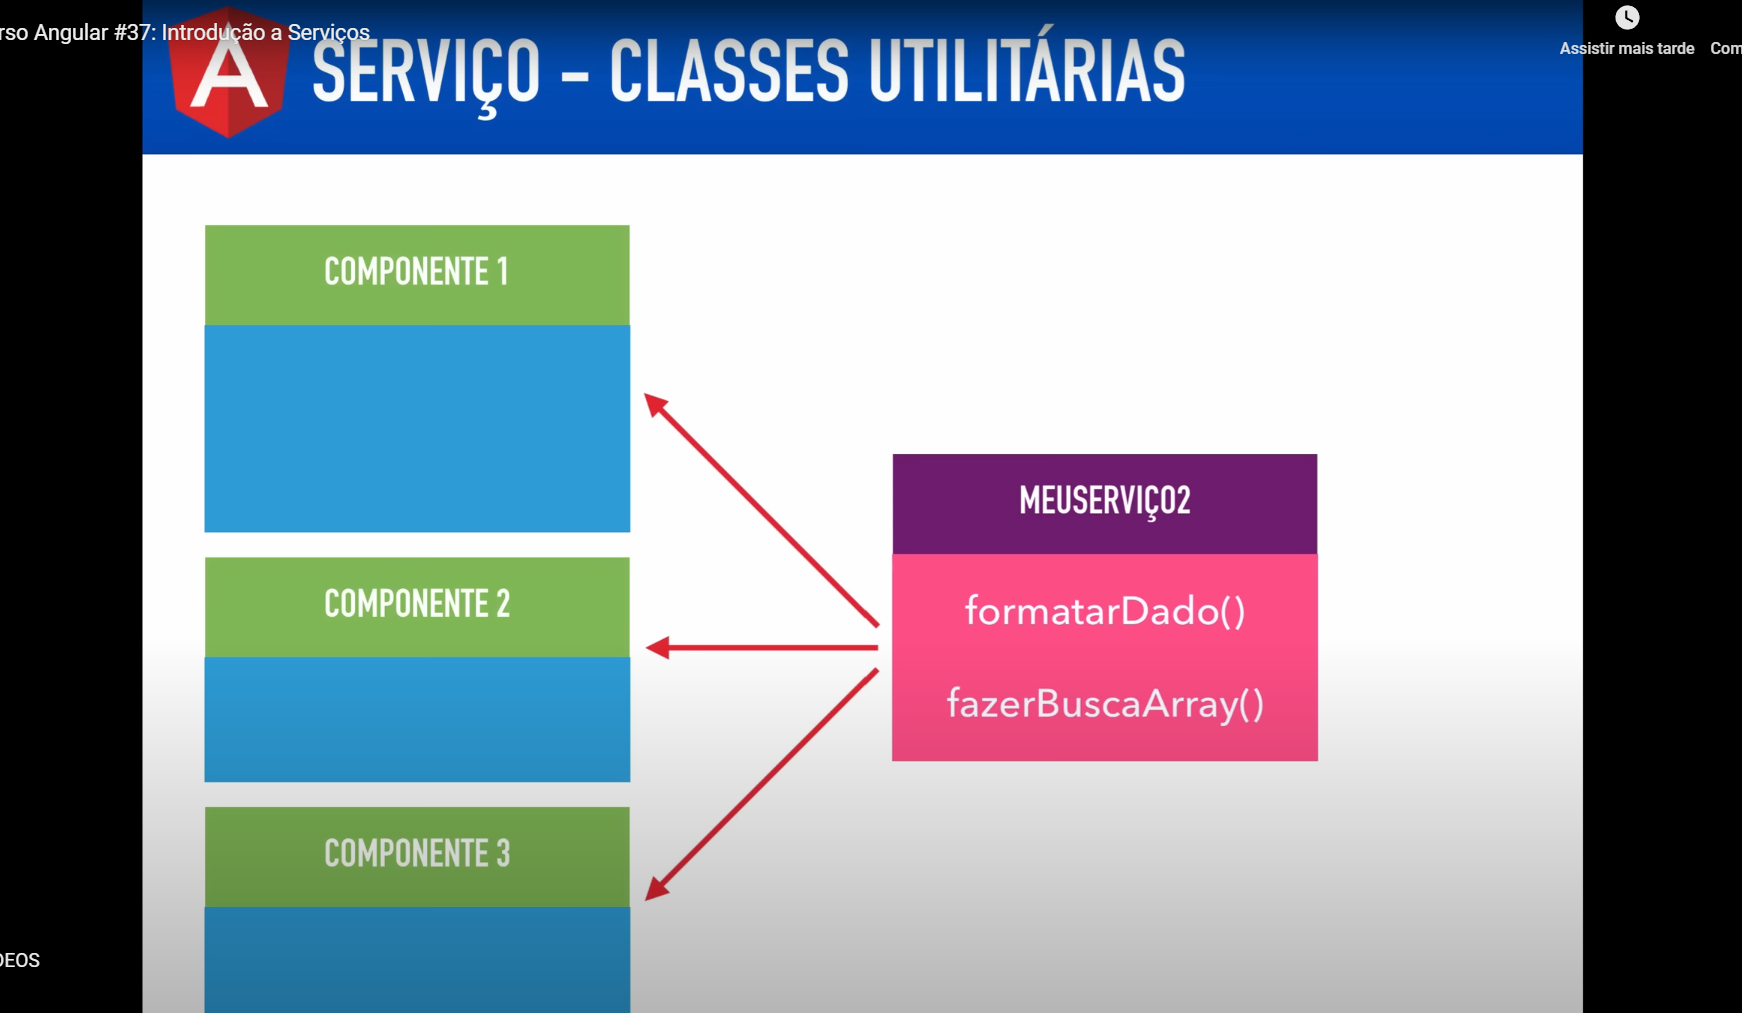 rso Angular #37: Introdução a Serviços
Assistir mais tarde
Com
SERVIÇO - CLASSES UTILITÁRIAS
COMPONENTE 1
COMPONENTE 2
COMPONENTE 3
MEUSERVIÇO2
formatarDado()
fazerBuscaArray()
DEOS